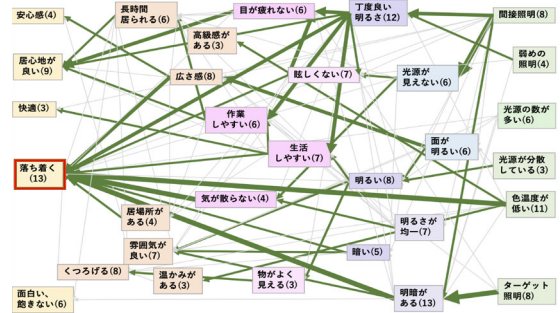 安心感(4)
居心地が
良い(9)
快適(3)
落ち着く
(13)
面白い、
飽きない(6)
長時間
居られる(6)
高級感が
ある(3)
広さ感(8)
居場所が
ある(4)
雰囲気が
良い(7)
くつろげる(8)
温かみが
ある(3)
目が疲れない(6)
眩しくない(7)
作業
しやすい(6)
生活
しやすい(7)
気が散らない(4)
物がよく
見える(3)
丁度良い
明るさ(12)
光源が
見えない(6)
面が
明るい(6)
明るい(8)
明るさが
均一(7)
暗い(5)
明暗が
ある(13)
間接照明(8)
弱めの
照明(4)
光源の数が
多い(6)
光源が分散
している(3)
色温度が
低い(11)
ターゲット
照明(8)